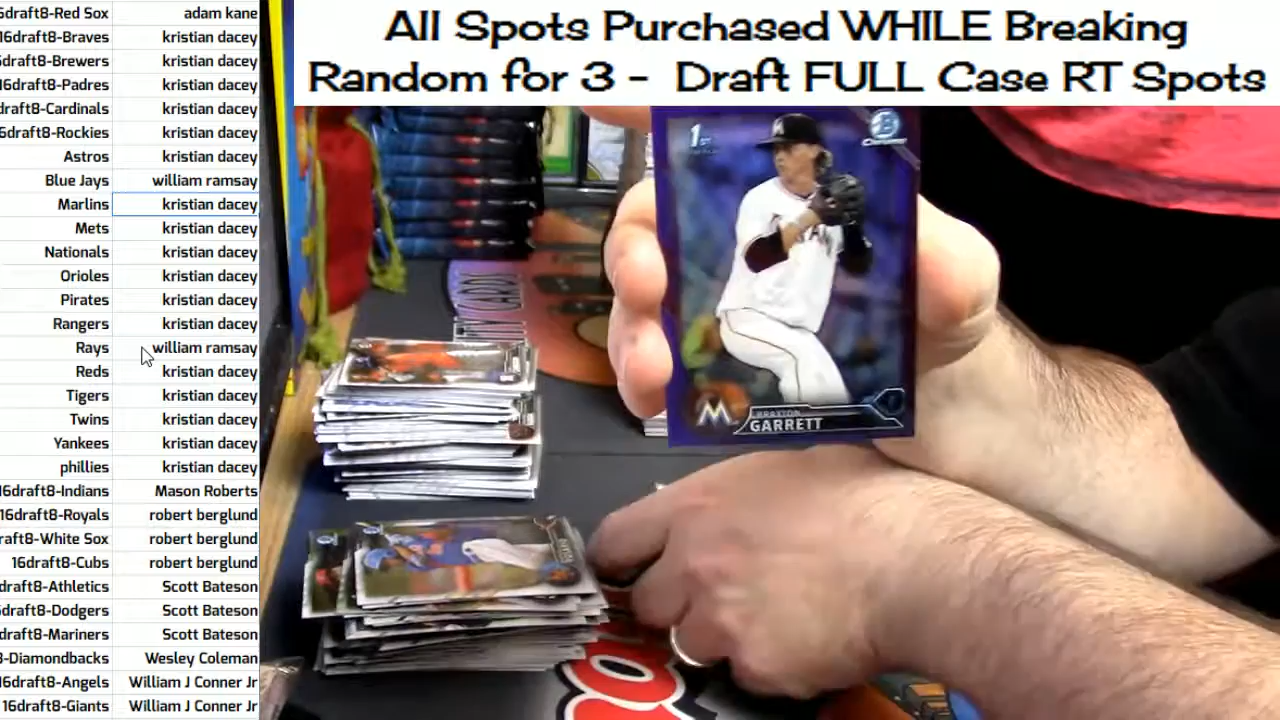 All Spots Purchased WHILE Breaking
Random for 3 - Draft FULL Case RT Spots
6draft8-Red Sox adam kane
16draft8-Braves kristian dacey
6draft8-Brewers kristian dacey
16draft8-Padres kristian dacey
draft8-Cardinals kristian dacey
6draft8-Rockies kristian dacey
Astros kristian dacey
Blue Jays william ramsay
Marlins kristian dacey
Mets kristian dacey
Nationals kristian dacey
Orioles kristian dacey
Pirates kristian dacey
Rangers kristian dacey
Rays william ramsay
Reds kristian dacey
Tigers kristian dacey
Twins kristian dacey
Yankees kristian dacey
phillies kristian dacey
16draft8-Indians Mason Roberts
16draft8-Royals robert berglund
raft8-White Sox robert berglund
16draft8-Cubs robert berglund
draft8-Athletics Scott Bateson
draft8-Dodgers Scott Bateson
draft8-Mariners Scott Bateson
8-Diamondbacks Wesley Coleman
16draft8-Angels William J Conner Jr
16draft8-Giants William J Conner Jr
1st
B
Chrome
M
BRAXTON
GARRETT
CARDS